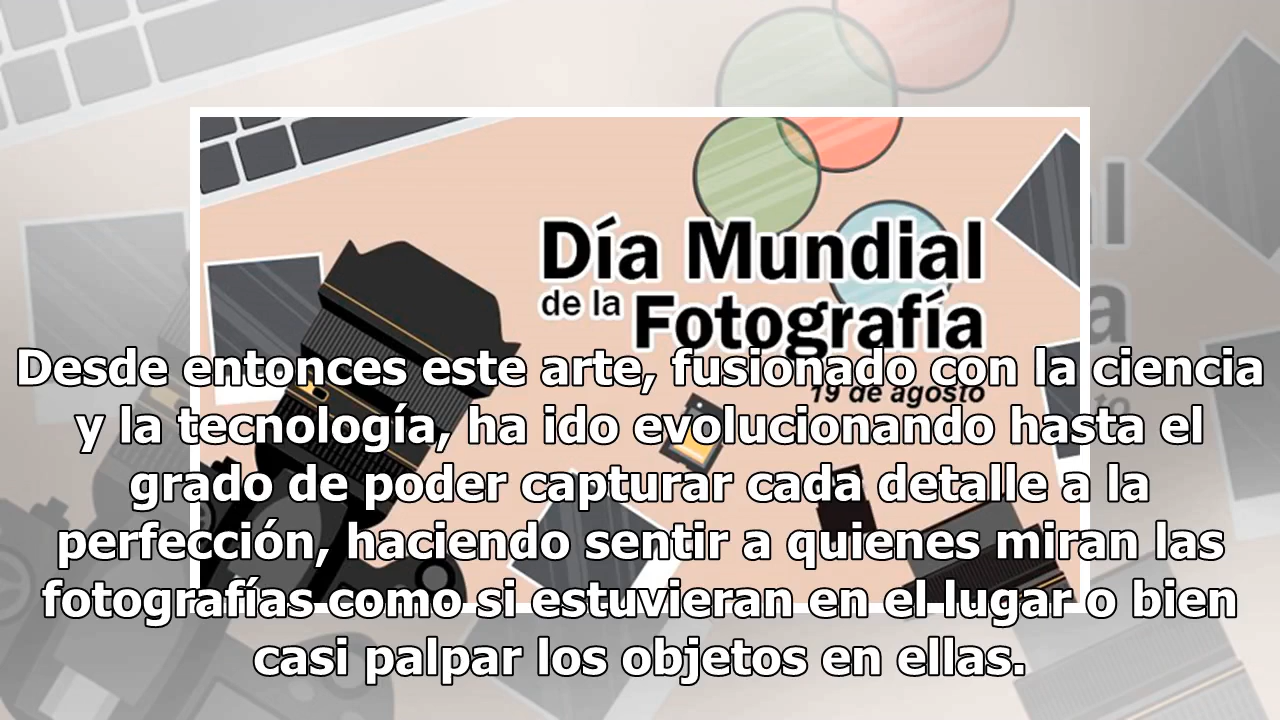 Día Mundial
de la Fotografía
19 de agosto
Desde entonces este arte, fusionado con la ciencia
y la tecnología, ha ido evolucionando hasta el
grado de poder capturar cada detalle a la
perfección, haciendo sentir a quienes miran las
fotografías como si estuvieran en el lugar o bien
casi palpar los objetos en ellas.